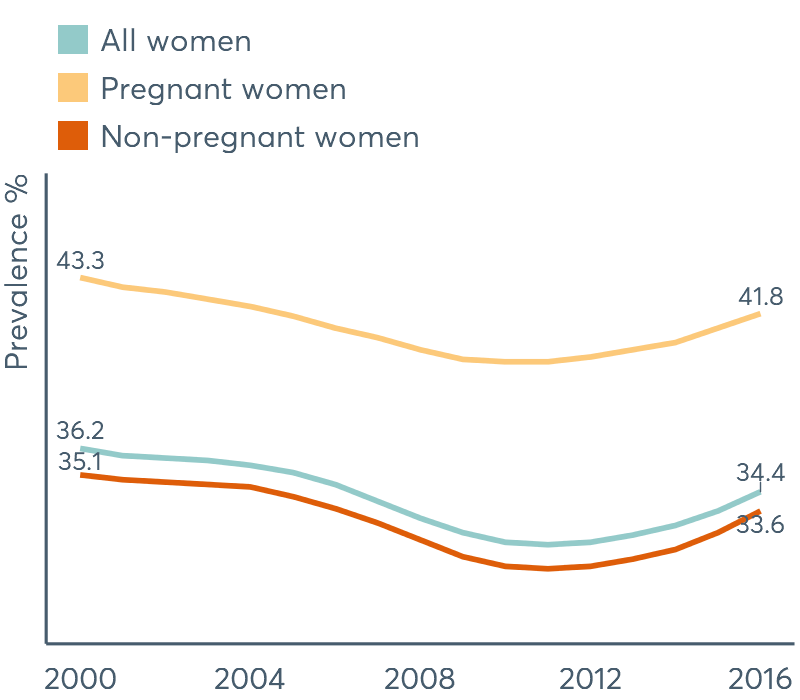 All women
Pregnant women
Non-pregnant women
Prevalence %
43.3
41.8
36.2
35.1
34.4
33.6
2000 2004 2008 2012 2016